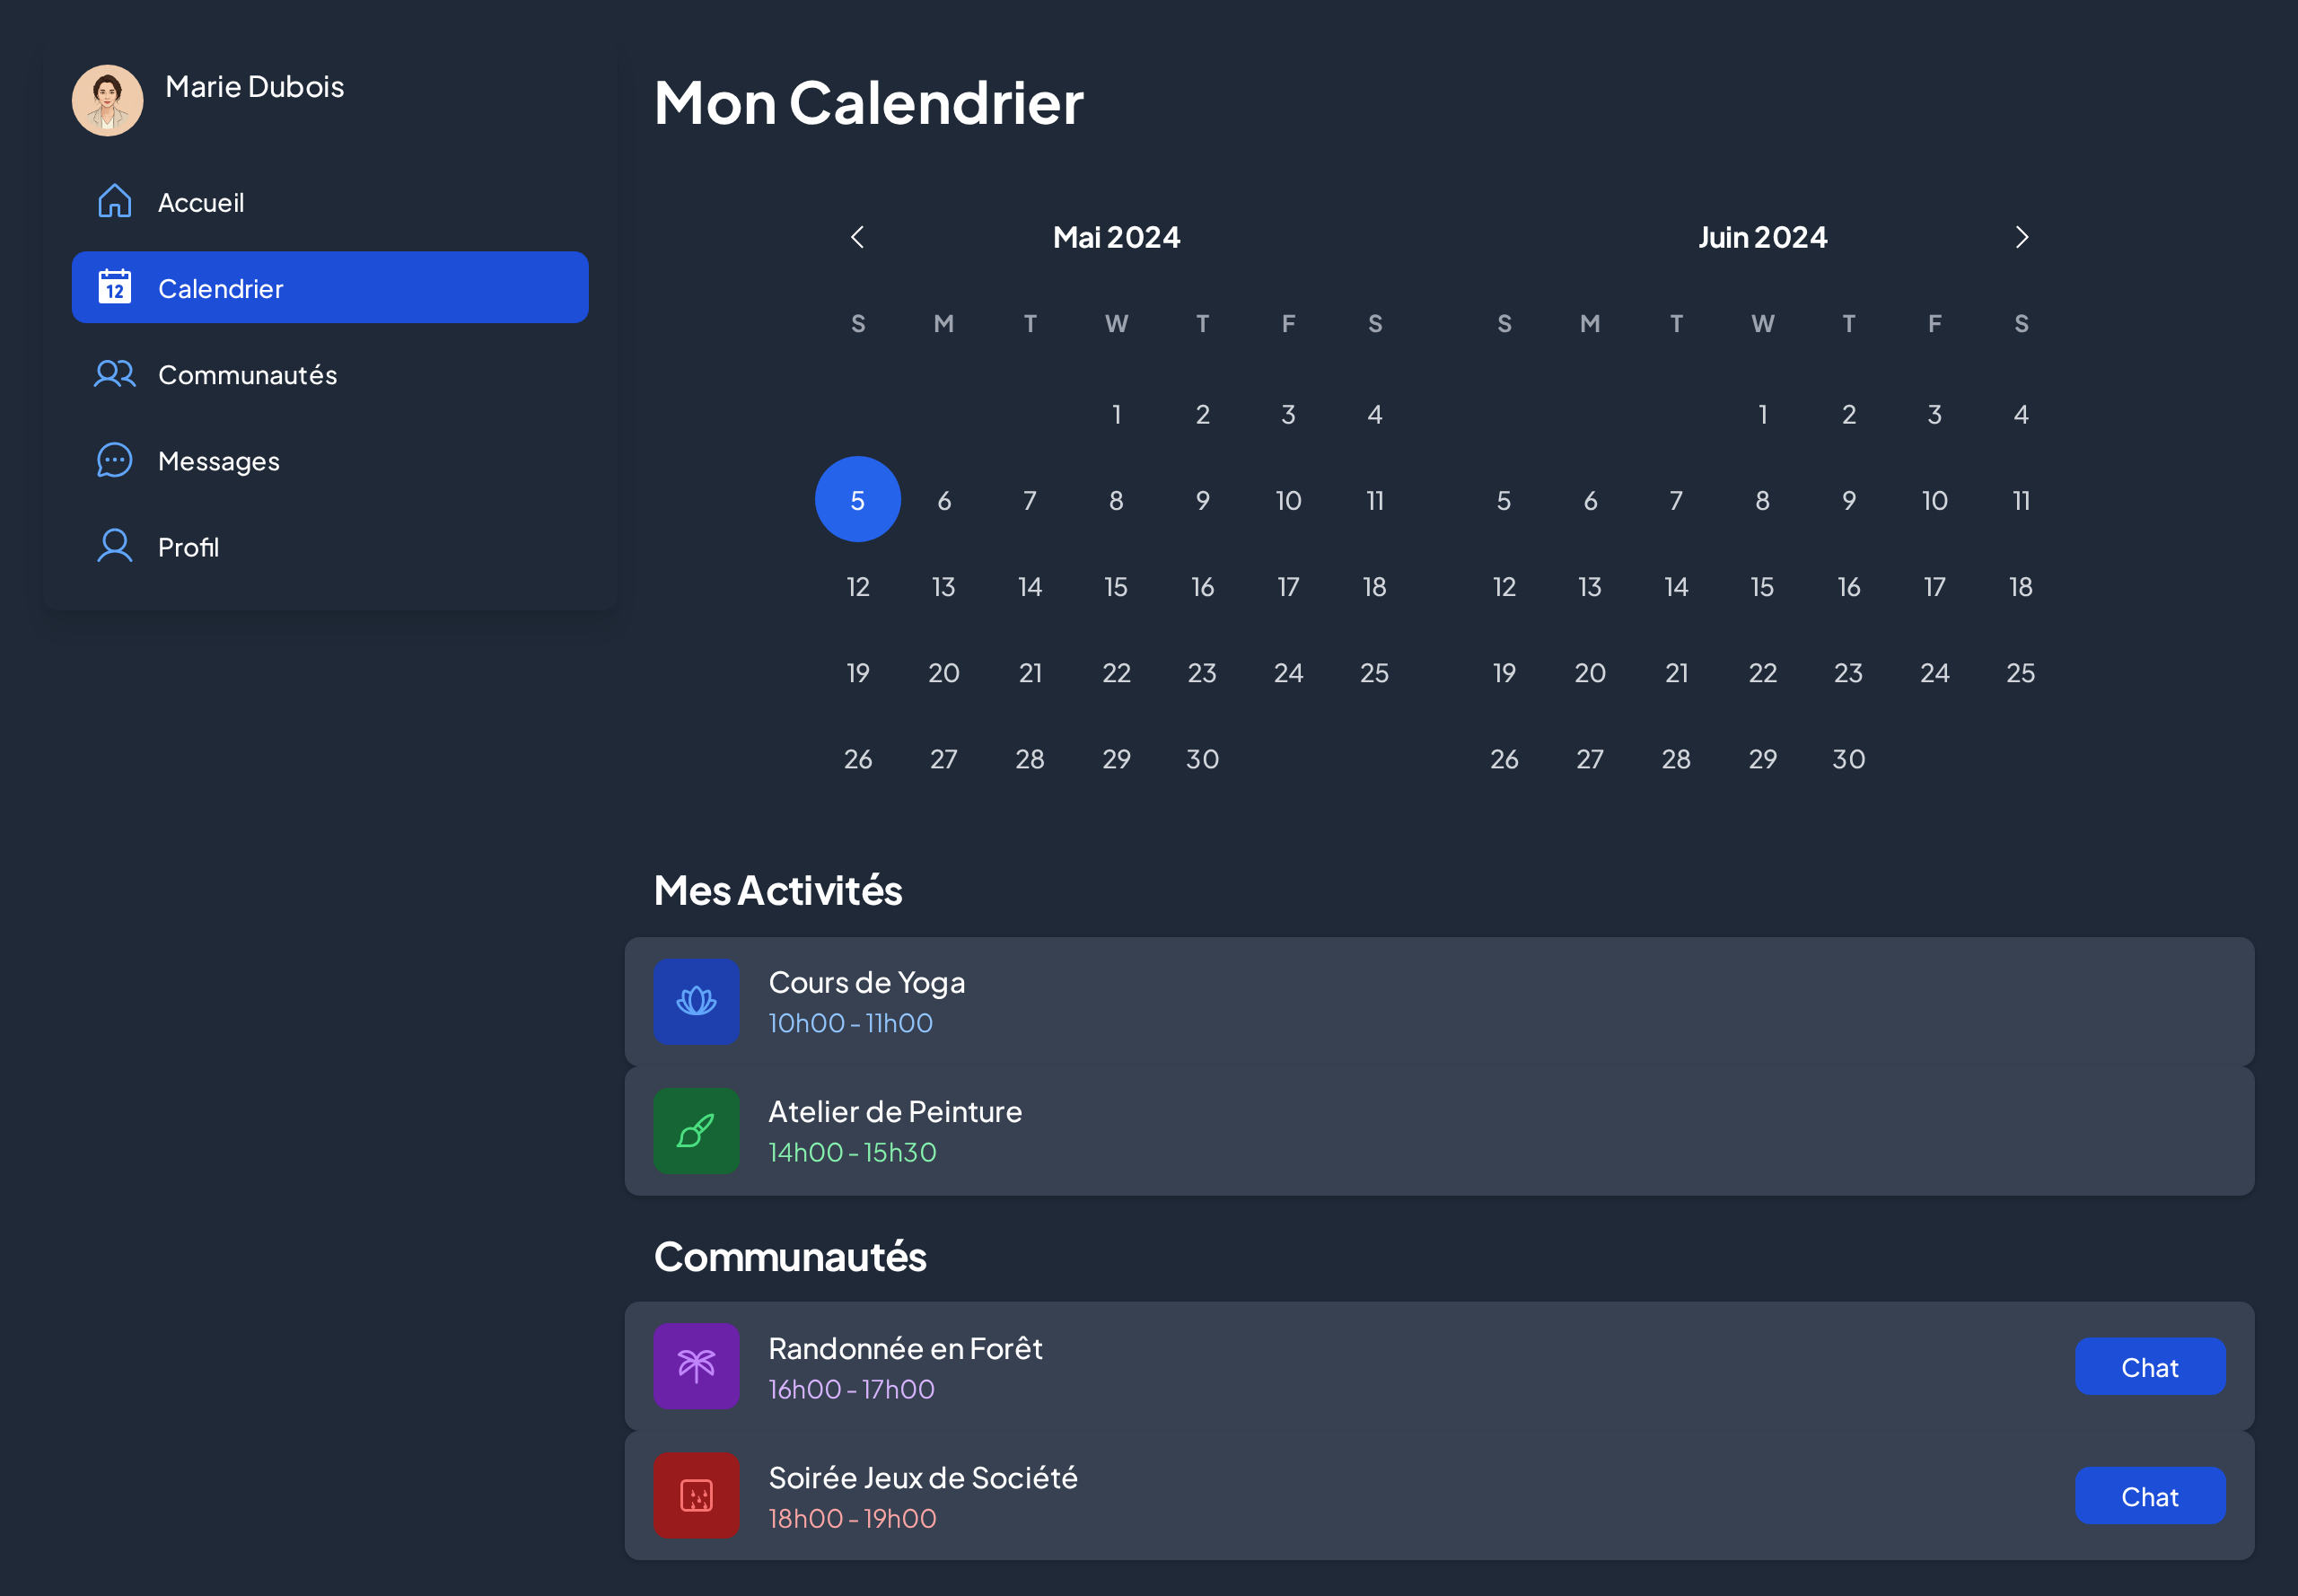 Marie Dubois
Accueil
12
Calendrier
Communautés
Messages
Profil
Mon Calendrier
Mai 2024
S M T W T F S
1 2 3 4
5 6 7 8 9 10 11
12 13 14 15 16 17 18
19 20 21 22 23 24 25
26 27 28 29 30
Juin 2024
S M T W T F S
1 2 3 4
5 6 7 8 9 10 11
12 13 14 15 16 17 18
19 20 21 22 23 24 25
26 27 28 29 30
Mes Activités
Cours de Yoga
10h00 - 11h00
Atelier de Peinture
14h00 - 15h30
Communautés
Randonnée en Forêt
16h00 - 17h00
Chat
Soirée Jeux de Société
18h00 - 19h00
Chat